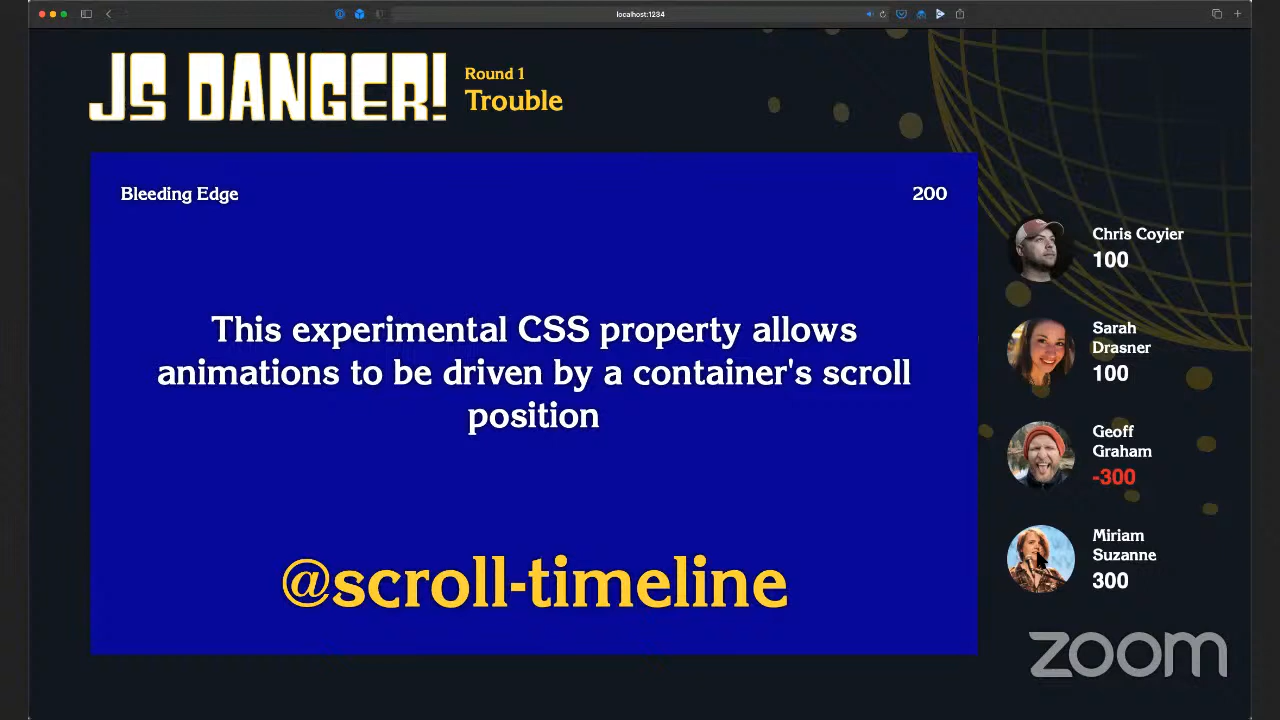 localhost:1234
JS DANGER!
Round 1
Trouble
Bleeding Edge
200
This experimental CSS property allows
animations to be driven by a container's scroll
position
@scroll-timeline
Chris Coyier
100
Sarah
Drasner
100
Geoff
Graham
-300
Miriam
Suzanne
300
zoom